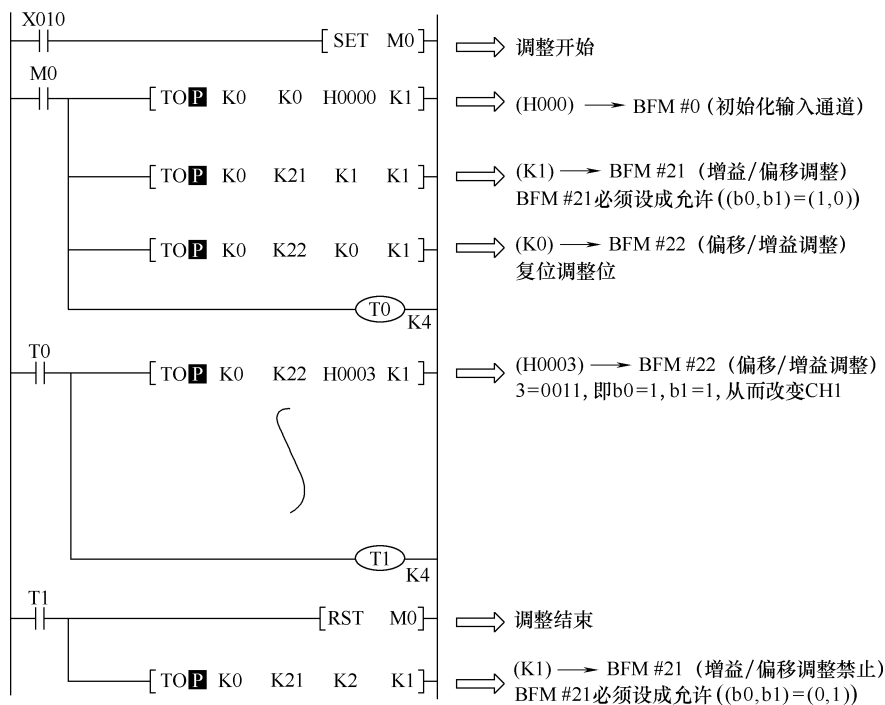 X010
[ SET M0 ] 调整开始
M0
[ TO P K0 K0 H0000 K1 ] (H000) → BFM #0 (初始化输入通道)
[ TO P K0 K21 K1 K1 ] (K1) → BFM #21 (增益/偏移调整)
BFM #21必须设成允许((b0,b1)=(1,0))
[ TO P K0 K22 K0 K1 ] (K0) → BFM #22 (偏移/增益调整)
复位调整位
T0
K4
T0
[ TO P K0 K22 H0003 K1 ] (H0003) → BFM #22 (偏移/增益调整)
3=0011, 即b0=1, b1=1, 从而改变CH1
T1
K4
T1
[ RST M0 ] 调整结束
[ TO P K0 K21 K2 K1 ] (K1) → BFM #21 (增益/偏移调整禁止)
BFM #21必须设成允许((b0,b1)=(0,1))